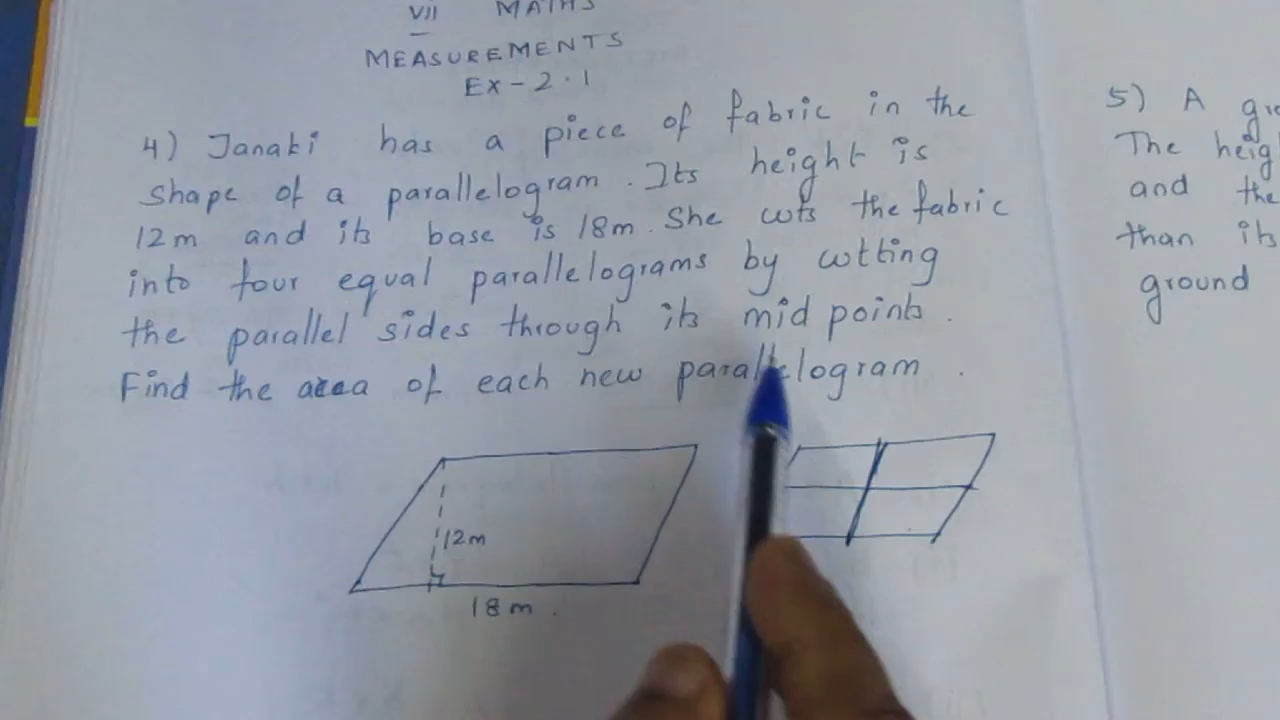 VII MATHS
MEASUREMENTS
Ex-2.1
4) Janaki has a piece of fabric in the
shape of a parallelogram. Its height is
12m and its base is 18m. She cuts the fabric
into four equal parallelograms by cutting
the parallel sides through its mid points.
Find the area of each new parallelogram.
12m
18m.
5) A
The
and the
than its
ground